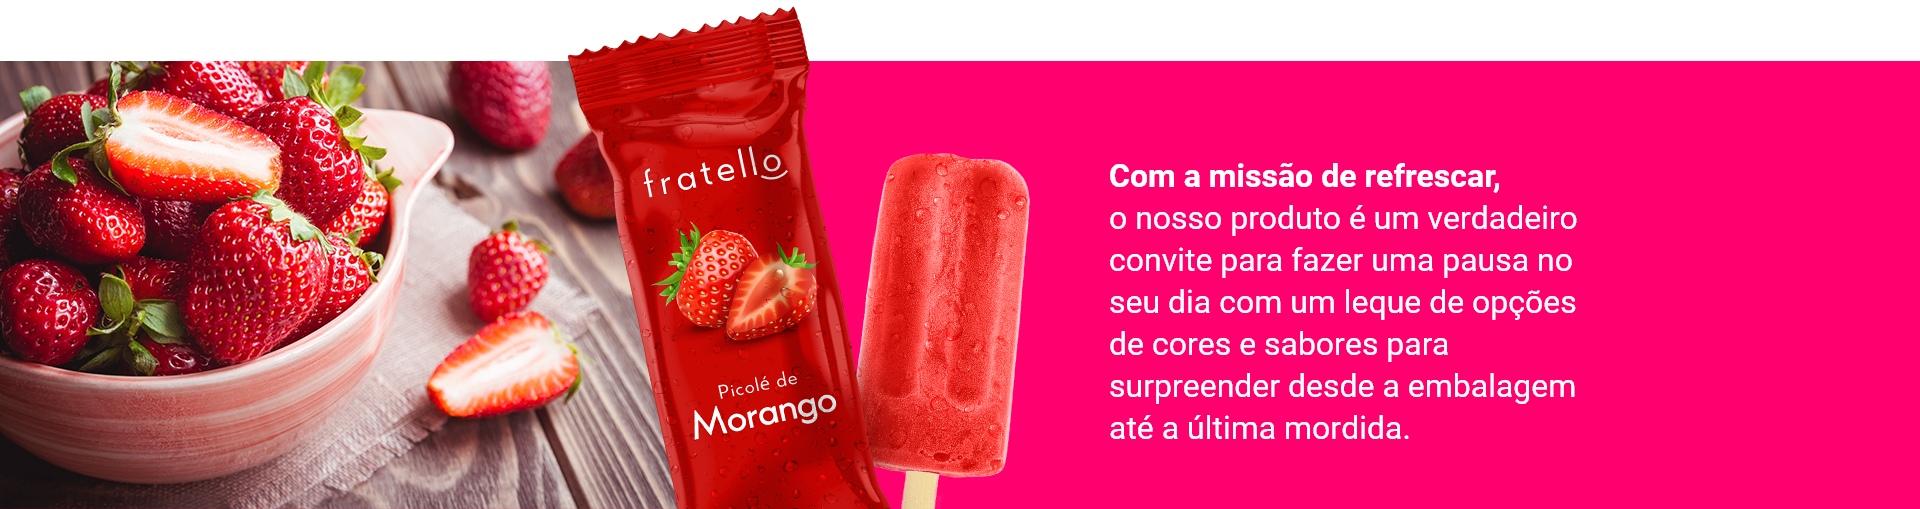 fratello
Picolé de
Morango
Com a missão de refrescar,
o nosso produto é um verdadeiro
convite para fazer uma pausa no
seu dia com um leque de opções
de cores e sabores para
surpreender desde a embalagem
até a última mordida.